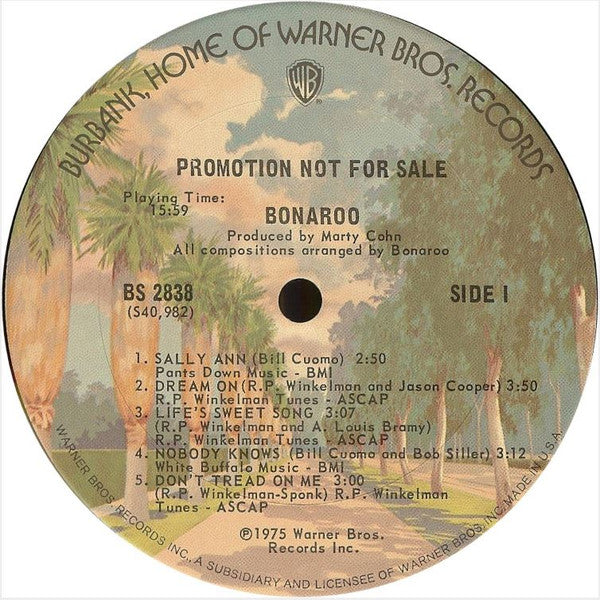 BURBANK, HOME OF WARNER BROS. RECORDS
WB
®
PROMOTION NOT FOR SALE
Playing Time:
15:59
BONAROO
Produced by Marty Cohn
All compositions arranged by Bonaroo
BS 2838
(S40,982)
SIDE 1
1. SALLY ANN (Bill Cuomo) 2:50
Pants Down Music - BMI
2. DREAM ON (R.P. Winkelman and Jason Cooper) 3:50
R.P. Winkelman Tunes - ASCAP
3. LIFE'S SWEET SONG 3:07
(R.P. Winkelman and A. Louis Bramy)
R.P. Winkelman Tunes - ASCAP
4. NOBODY KNOWS (Bill Cuomo and Bob Siller) 3:12
White Buffalo Music - BMI
5. DON'T TREAD ON ME 3:00
(R.P. Winkelman-Sponk) R.P. Winkelman
Tunes - ASCAP
℗1975 Warner Bros.
Records Inc.
WARNER BROS. RECORDS INC., A SUBSIDIARY AND LICENSEE OF WARNER BROS. INC. MADE IN U.S.A.